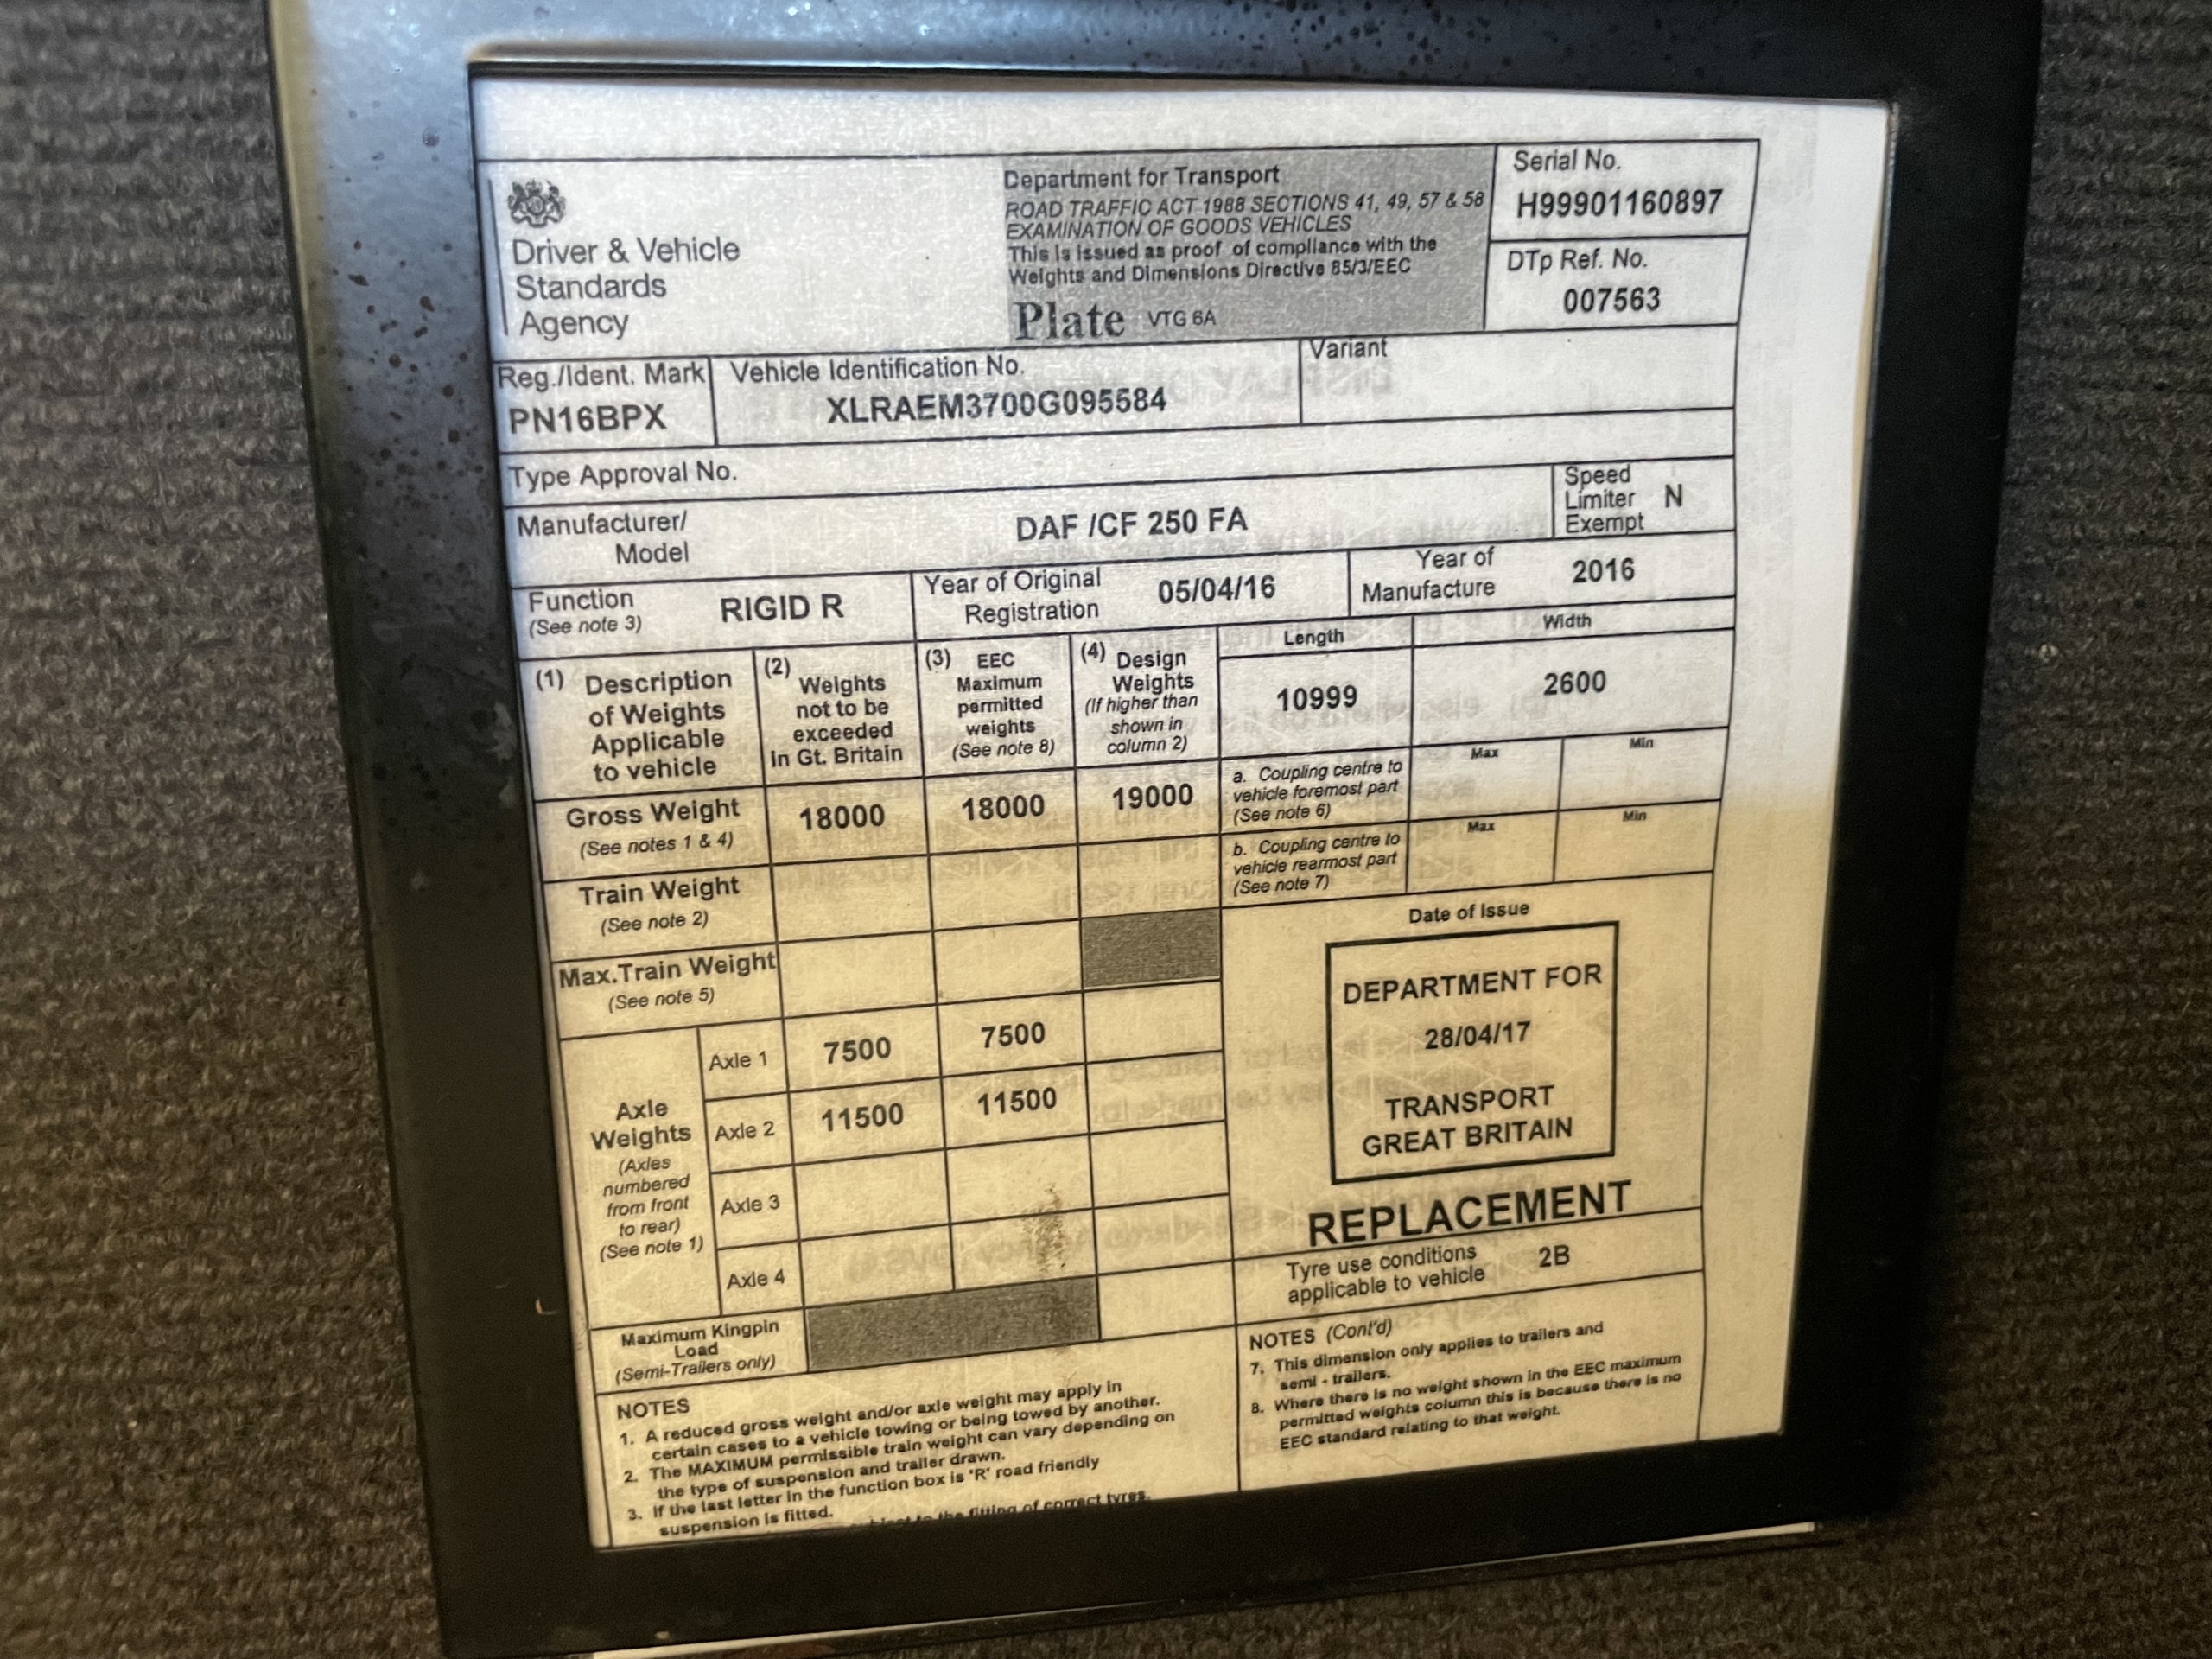 Driver & Vehicle
Standards
Agency
Department for Transport
ROAD TRAFFIC ACT 1988 SECTIONS 41, 49, 57 & 58
EXAMINATION OF GOODS VEHICLES
This is issued as proof of compliance with the
Weights and Dimensions Directive 85/3/EEC
Plate VTG 6A
Serial No.
H99901160897
DTp Ref. No.
007563
Reg./Ident. Mark
PN16BPX
Vehicle Identification No.
XLRAEM3700G095584
Variant
Type Approval No.
Manufacturer/
Model
DAF /CF 250 FA
Speed
Limiter N
Exempt
Function
(See note 3)
RIGID R
Year of Original
Registration
05/04/16
Year of
Manufacture
2016
(1) Description
of Weights
Applicable
to vehicle
(2) Weights
not to be
exceeded
in Gt. Britain
(3) EEC
Maximum
permitted
weights
(See note 8)
(4) Design
Weights
(If higher than
shown in
column 2)
Length
10999
Width
2600
Gross Weight
(See notes 1 & 4)
18000
18000
19000
a. Coupling centre to
vehicle foremost part
(See note 6)
Max
Min
Train Weight
(See note 2)
b. Coupling centre to
vehicle rearmost part
(See note 7)
Max
Min
Max.Train Weight
(See note 5)
Axle
Weights
(Axles
numbered
from front
to rear)
(See note 1)
Axle 1
7500
7500
Axle 2
11500
11500
Axle 3
Axle 4
Maximum Kingpin
Load
(Semi-Trailers only)
Date of Issue
DEPARTMENT FOR
28/04/17
TRANSPORT
GREAT BRITAIN
REPLACEMENT
Tyre use conditions
applicable to vehicle
2B
NOTES
1. A reduced gross weight and/or axle weight may apply in
certain cases to a vehicle towing or being towed by another.
2. The MAXIMUM permissible train weight can vary depending on
the type of suspension and trailer drawn.
3. If the last letter in the function box is 'R' road friendly
suspension is fitted.
subject to the fitting of correct tyres.
NOTES (Cont'd)
7. This dimension only applies to trailers and
semi - trailers.
8. Where there is no weight shown in the EEC maximum
permitted weights column this is because there is no
EEC standard relating to that weight.